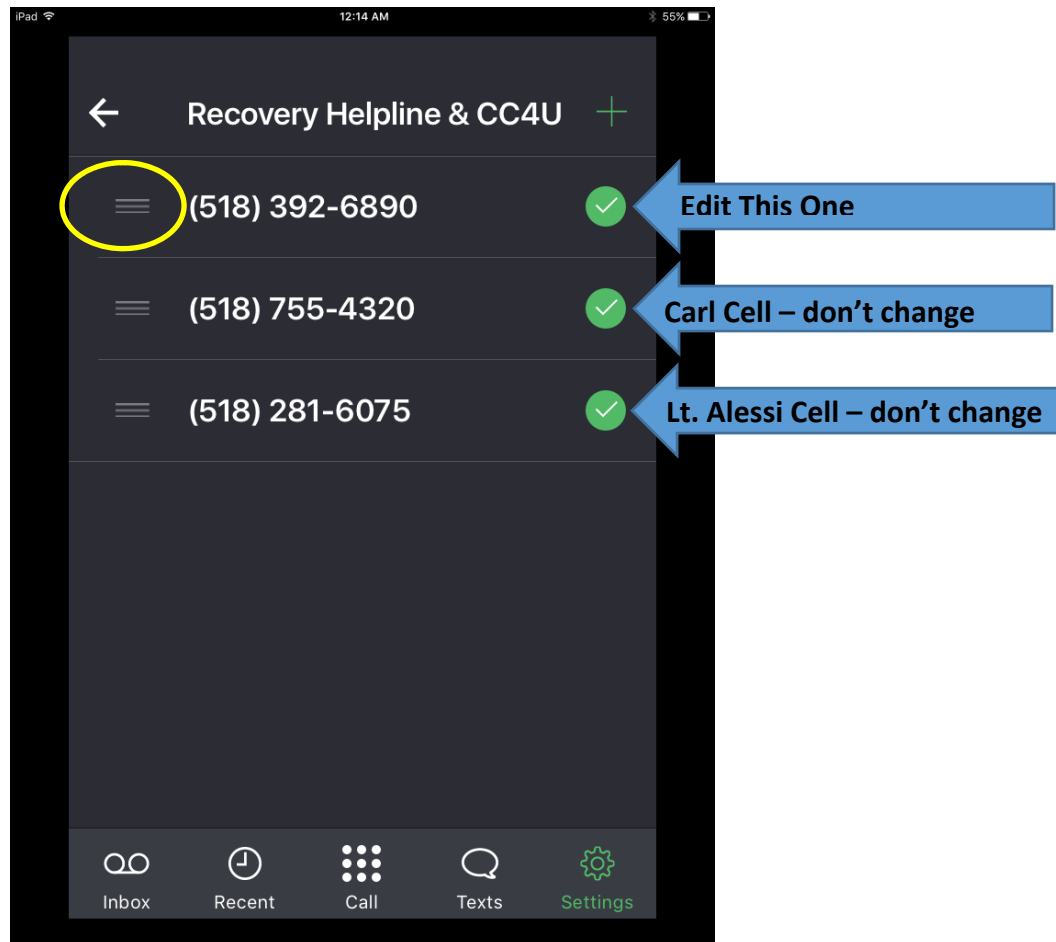 iPad 12:14 AM 55%
Recovery Helpline & CC4U
(518) 392-6890 Edit This One
(518) 755-4320 Carl Cell – don’t change
(518) 281-6075 Lt. Alessi Cell – don’t change
Inbox Recent Call Texts Settings